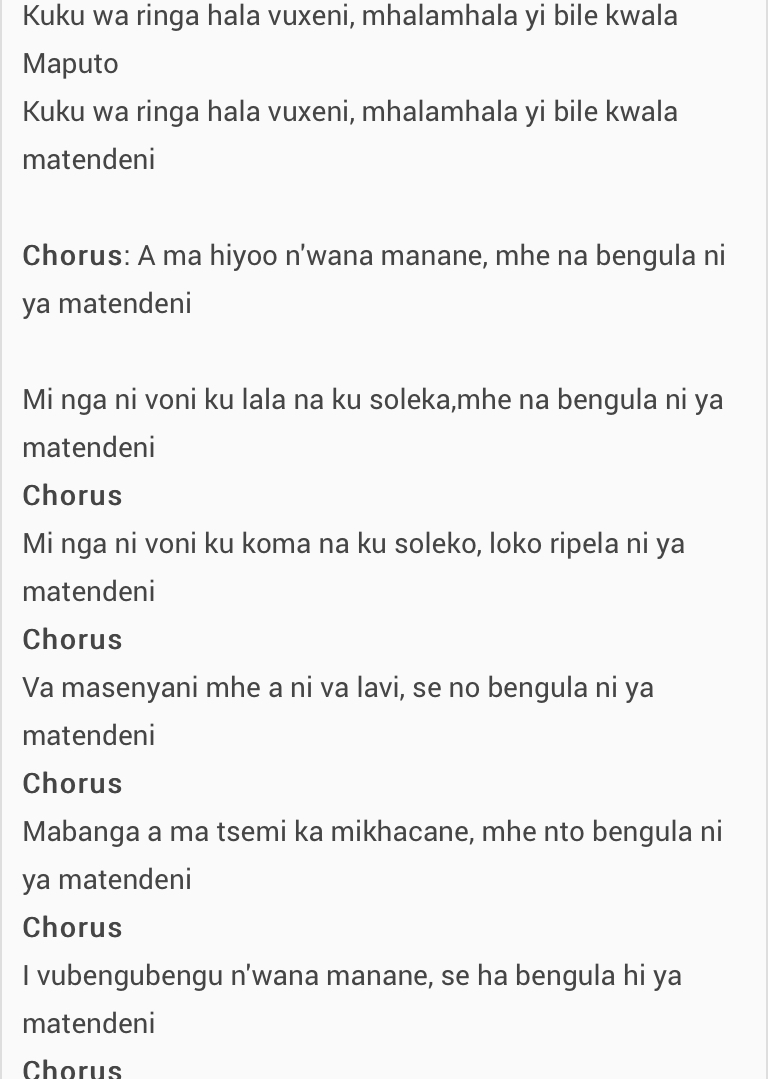 Kuku wa ringa hala vuxeni, mhalamhala yi bile kwala
Maputo
Kuku wa ringa hala vuxeni, mhalamhala yi bile kwala
matendeni
Chorus: A ma hiyoo n'wana manane, mhe na bengula ni
ya matendeni
Mi nga ni voni ku lala na ku soleka,mhe na bengula ni ya
matendeni
Chorus
Mi nga ni voni ku koma na ku soleko, loko ripela ni ya
matendeni
Chorus
Va masenyani mhe a ni va lavi, se no bengula ni ya
matendeni
Chorus
Mabanga a ma tsemi ka mikhacane, mhe nto bengula ni
ya matendeni
Chorus
I vubengubengu n'wana manane, se ha bengula hi ya
matendeni
Chorus